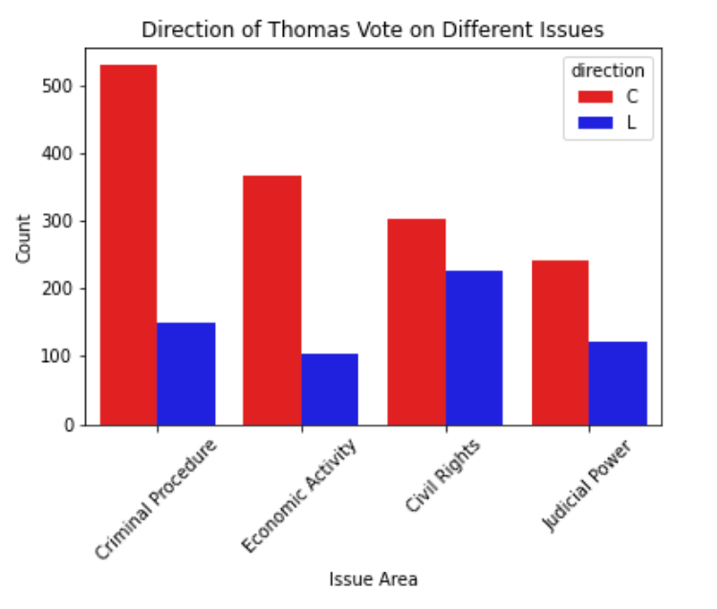 Direction of Thomas Vote on Different Issues
direction
C
L
500
400
300
200
100
0
Count
Criminal Procedure
Economic Activity
Civil Rights
Judicial Power
Issue Area